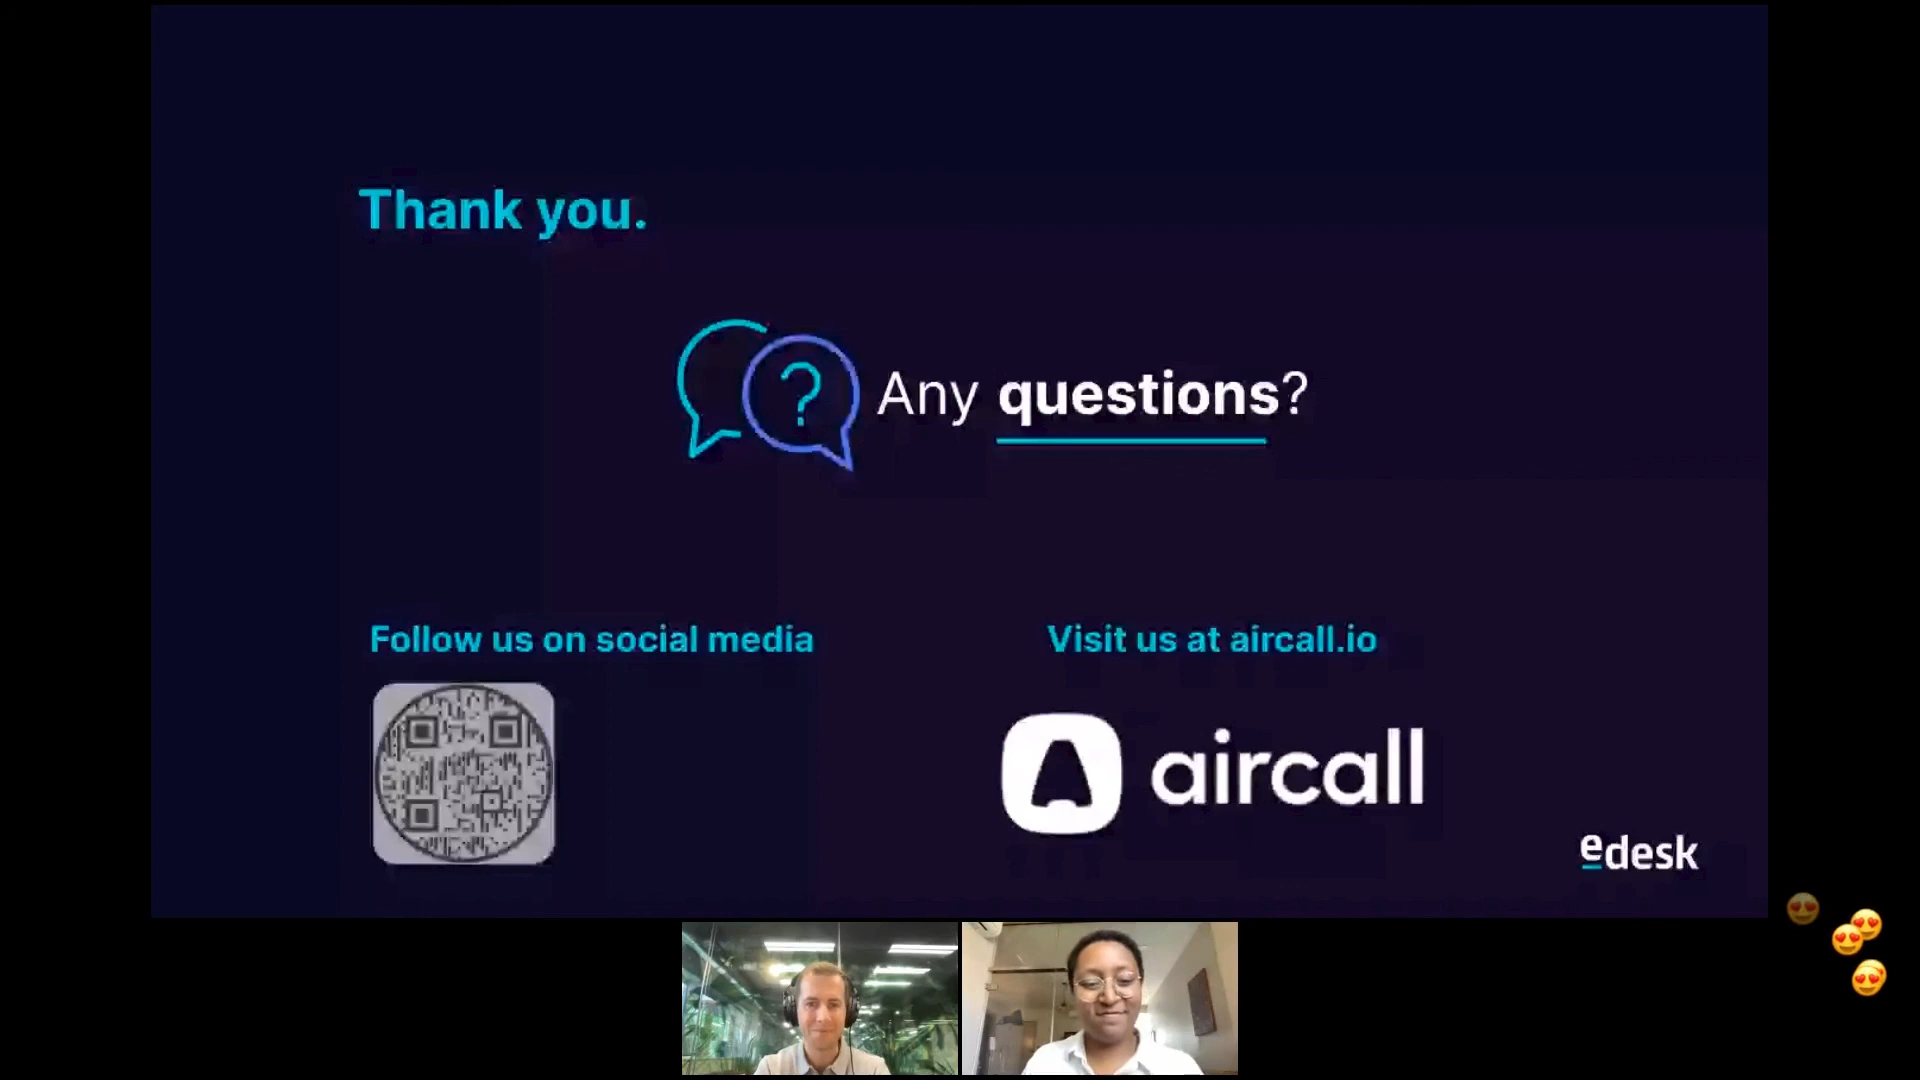 Thank you.
?
Any questions?
Follow us on social media
Visit us at aircall.io
aircall
edesk